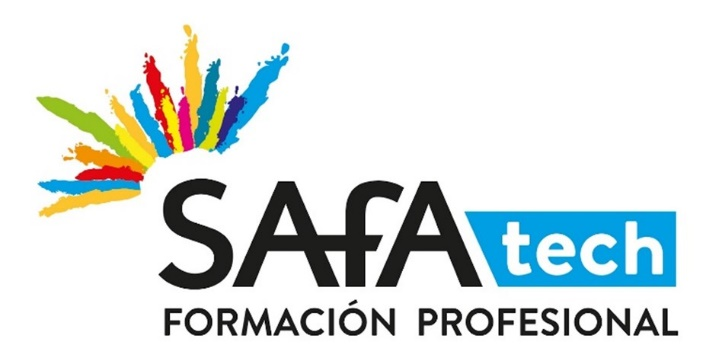 SAfA tech
FORMACIÓN PROFESIONAL